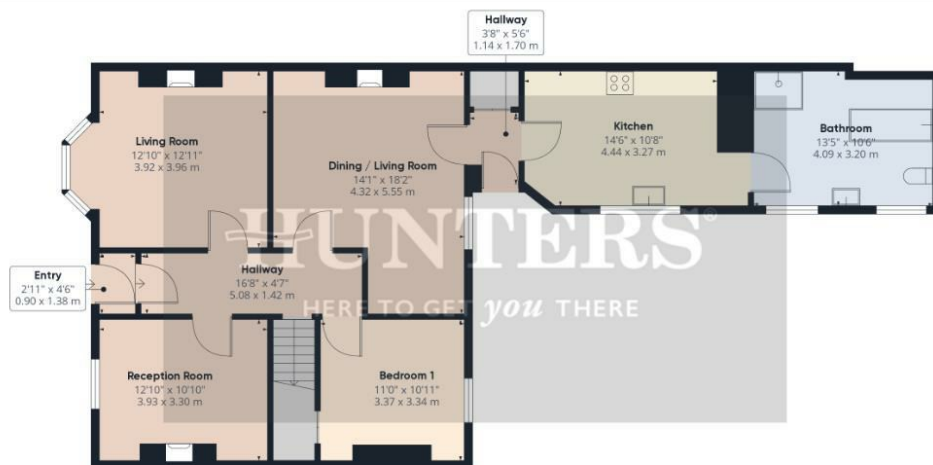 Hallway
3'8" x 5'6"
1.14 x 1.70 m
Living Room
12'10" x 12'11"
3.92 x 3.96 m
Dining / Living Room
14'1" x 18'2"
4.32 x 5.55 m
Kitchen
14'6" x 10'8"
4.44 x 3.27 m
Bathroom
13'5" x 10'6"
4.09 x 3.20 m
HUNTERS®
HERE TO GET you THERE
Entry
2'11" x 4'6"
0.90 x 1.38 m
Hallway
16'8" x 4'7"
5.08 x 1.42 m
Reception Room
12'10" x 10'10"
3.93 x 3.30 m
Bedroom 1
11'0" x 10'11"
3.37 x 3.34 m